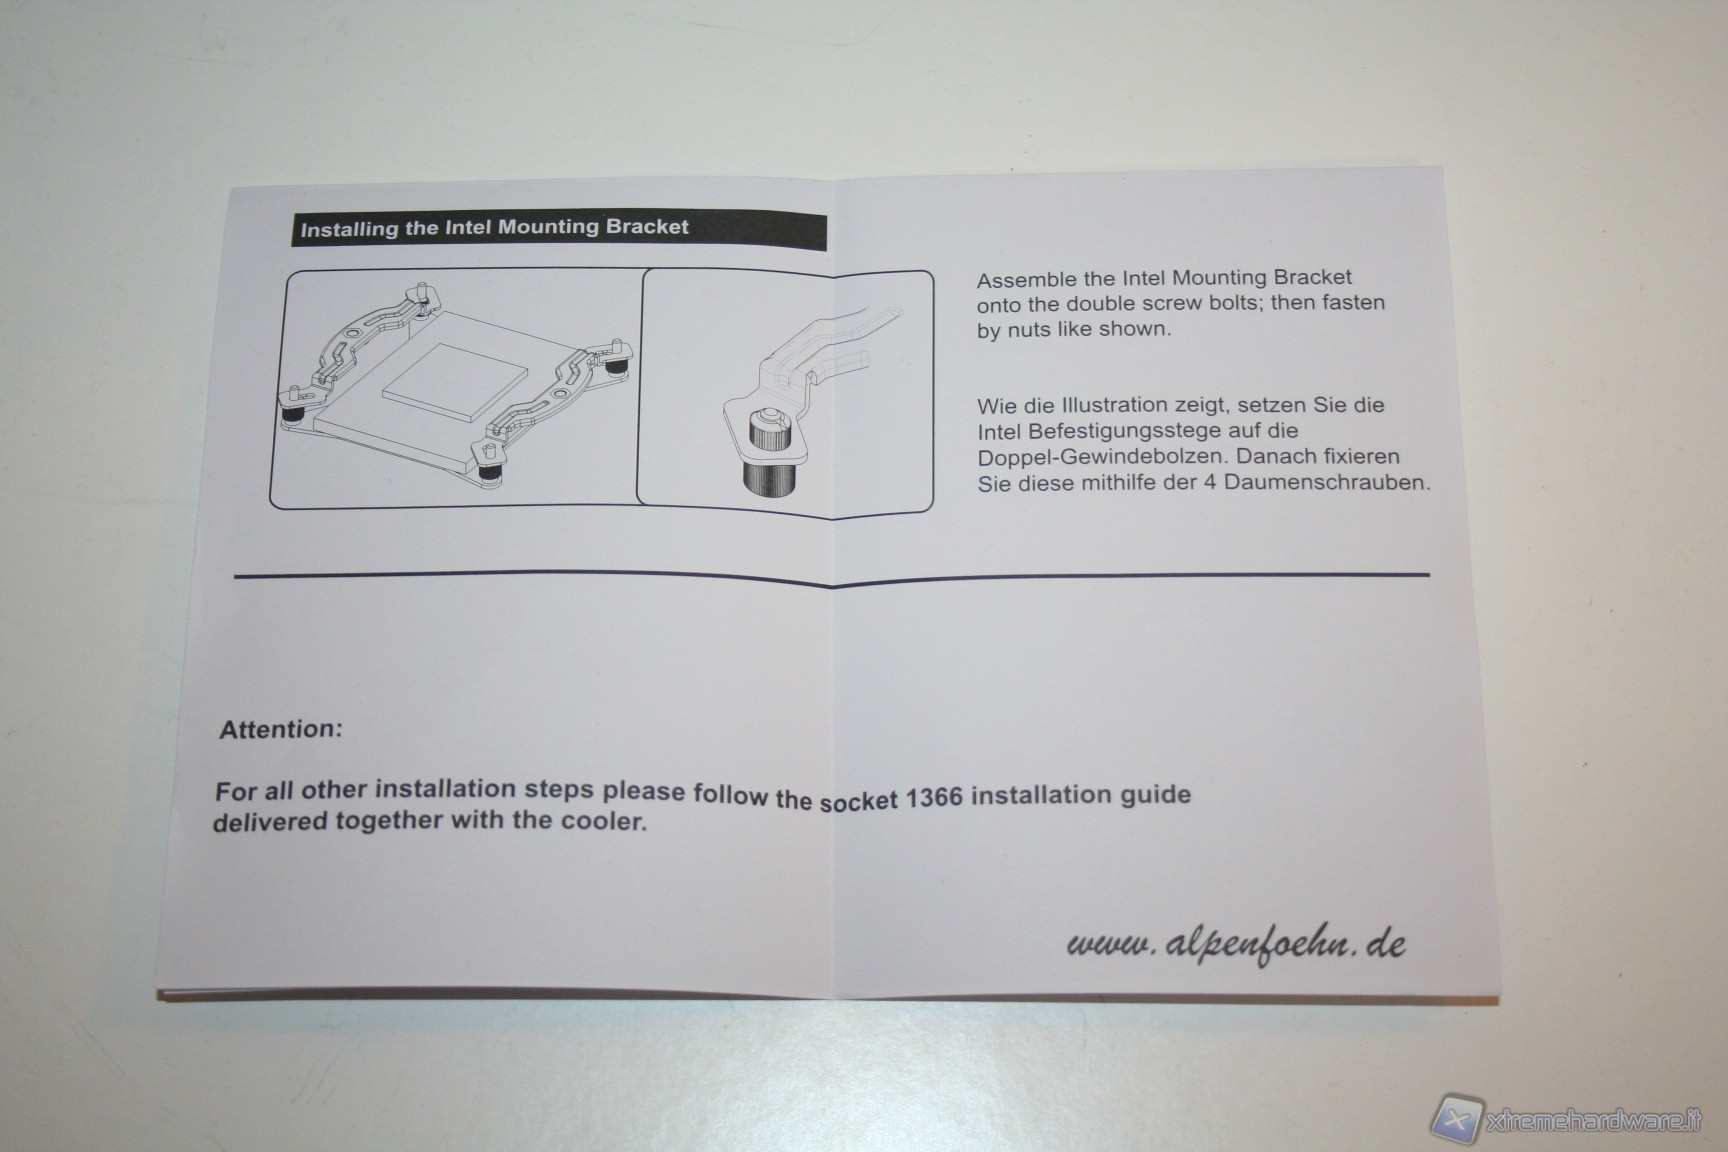 Installing the Intel Mounting Bracket
Assemble the Intel Mounting Bracket
onto the double screw bolts; then fasten
by nuts like shown.
Wie die Illustration zeigt, setzen Sie die
Intel Befestigungsstege auf die
Doppel-Gewindebolzen. Danach fixieren
Sie diese mithilfe der 4 Daumenschrauben.
Attention:
For all other installation steps please follow the socket 1366 installation guide
delivered together with the cooler.
www.alpenfoehn.de
xtremehardware.it